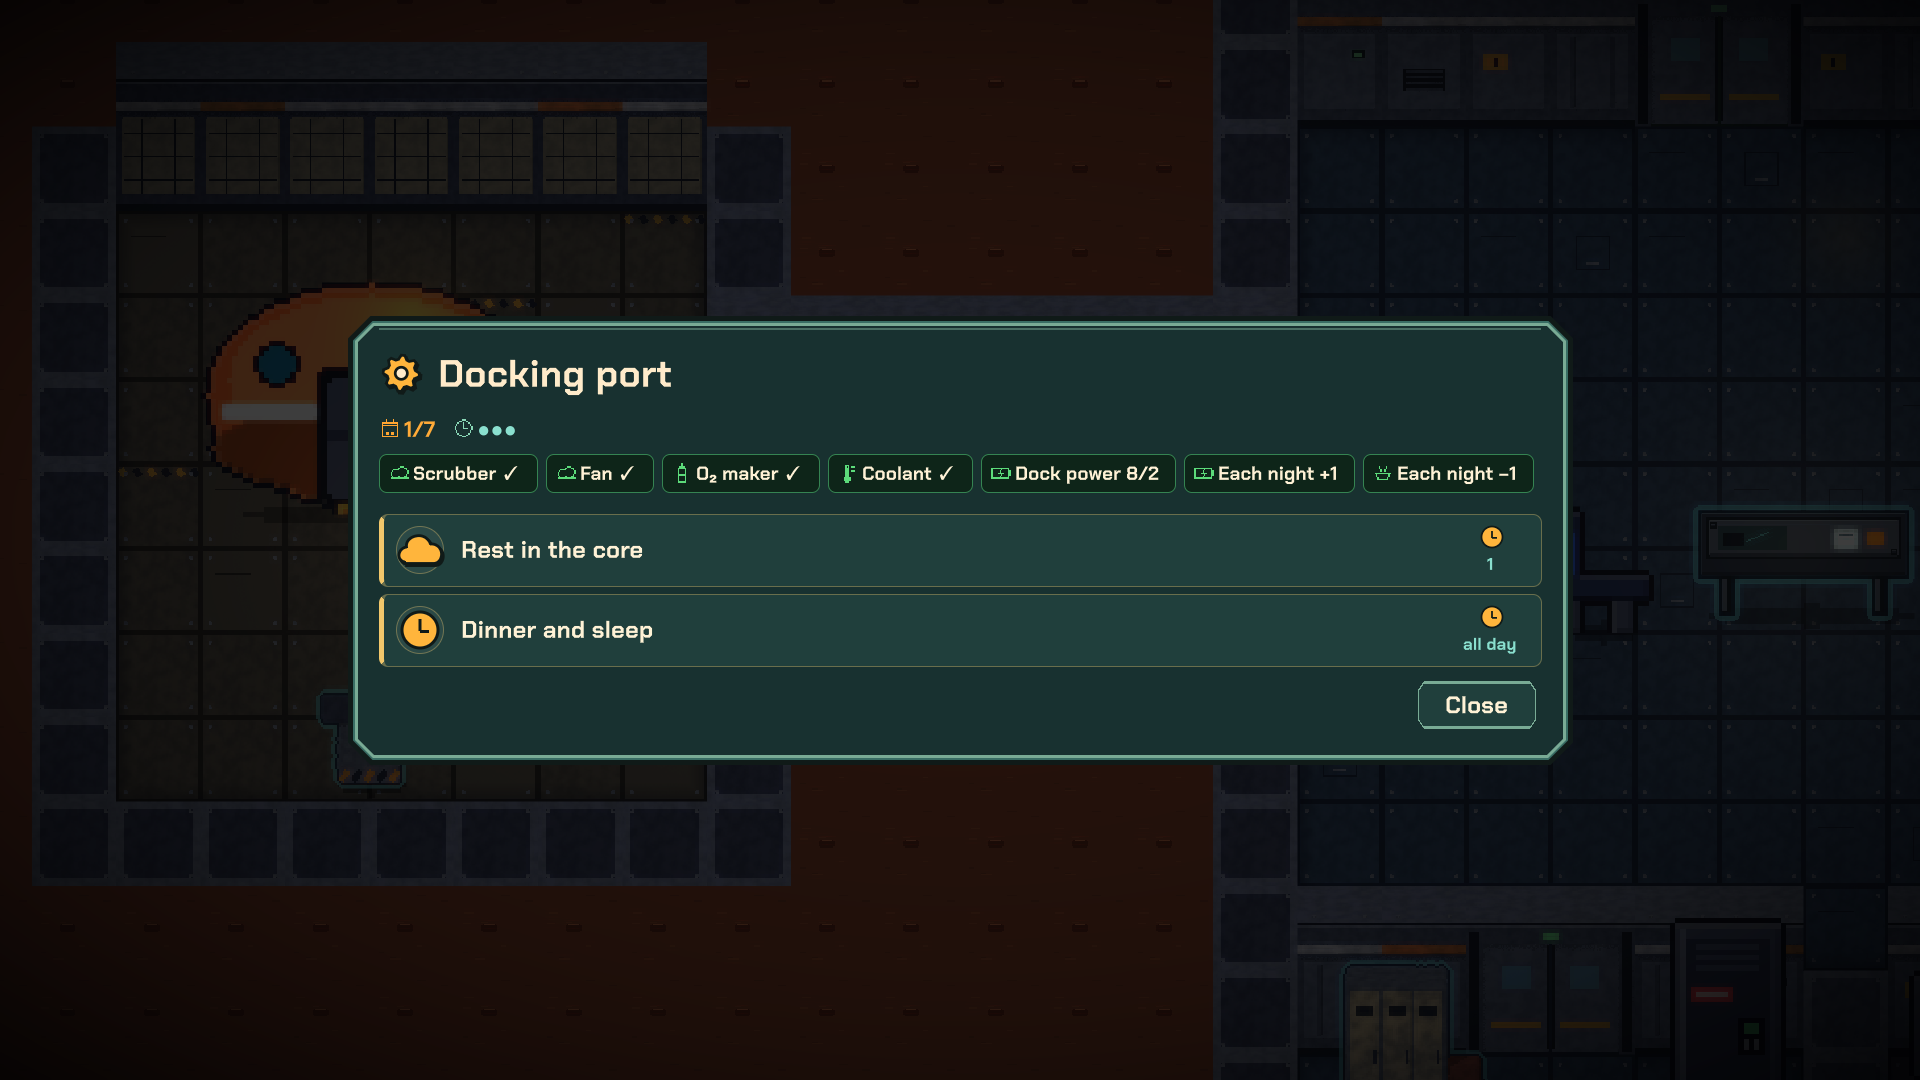 Docking port
1/7
Scrubber ✓ Fan ✓ O₂ maker ✓ Coolant ✓ Dock power 8/2 Each night +1 Each night −1
Rest in the core
1
Dinner and sleep
all day
Close